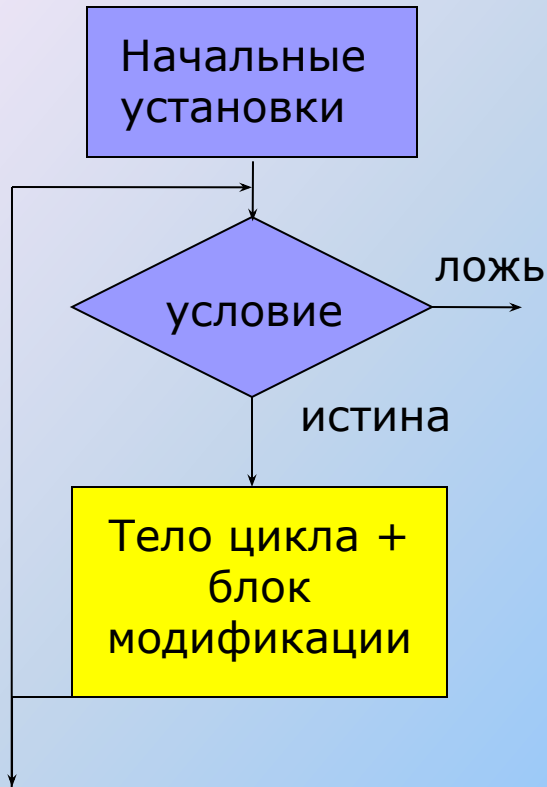 Начальные
установки
условие
ложь
истина
Тело цикла +
блок
модификации